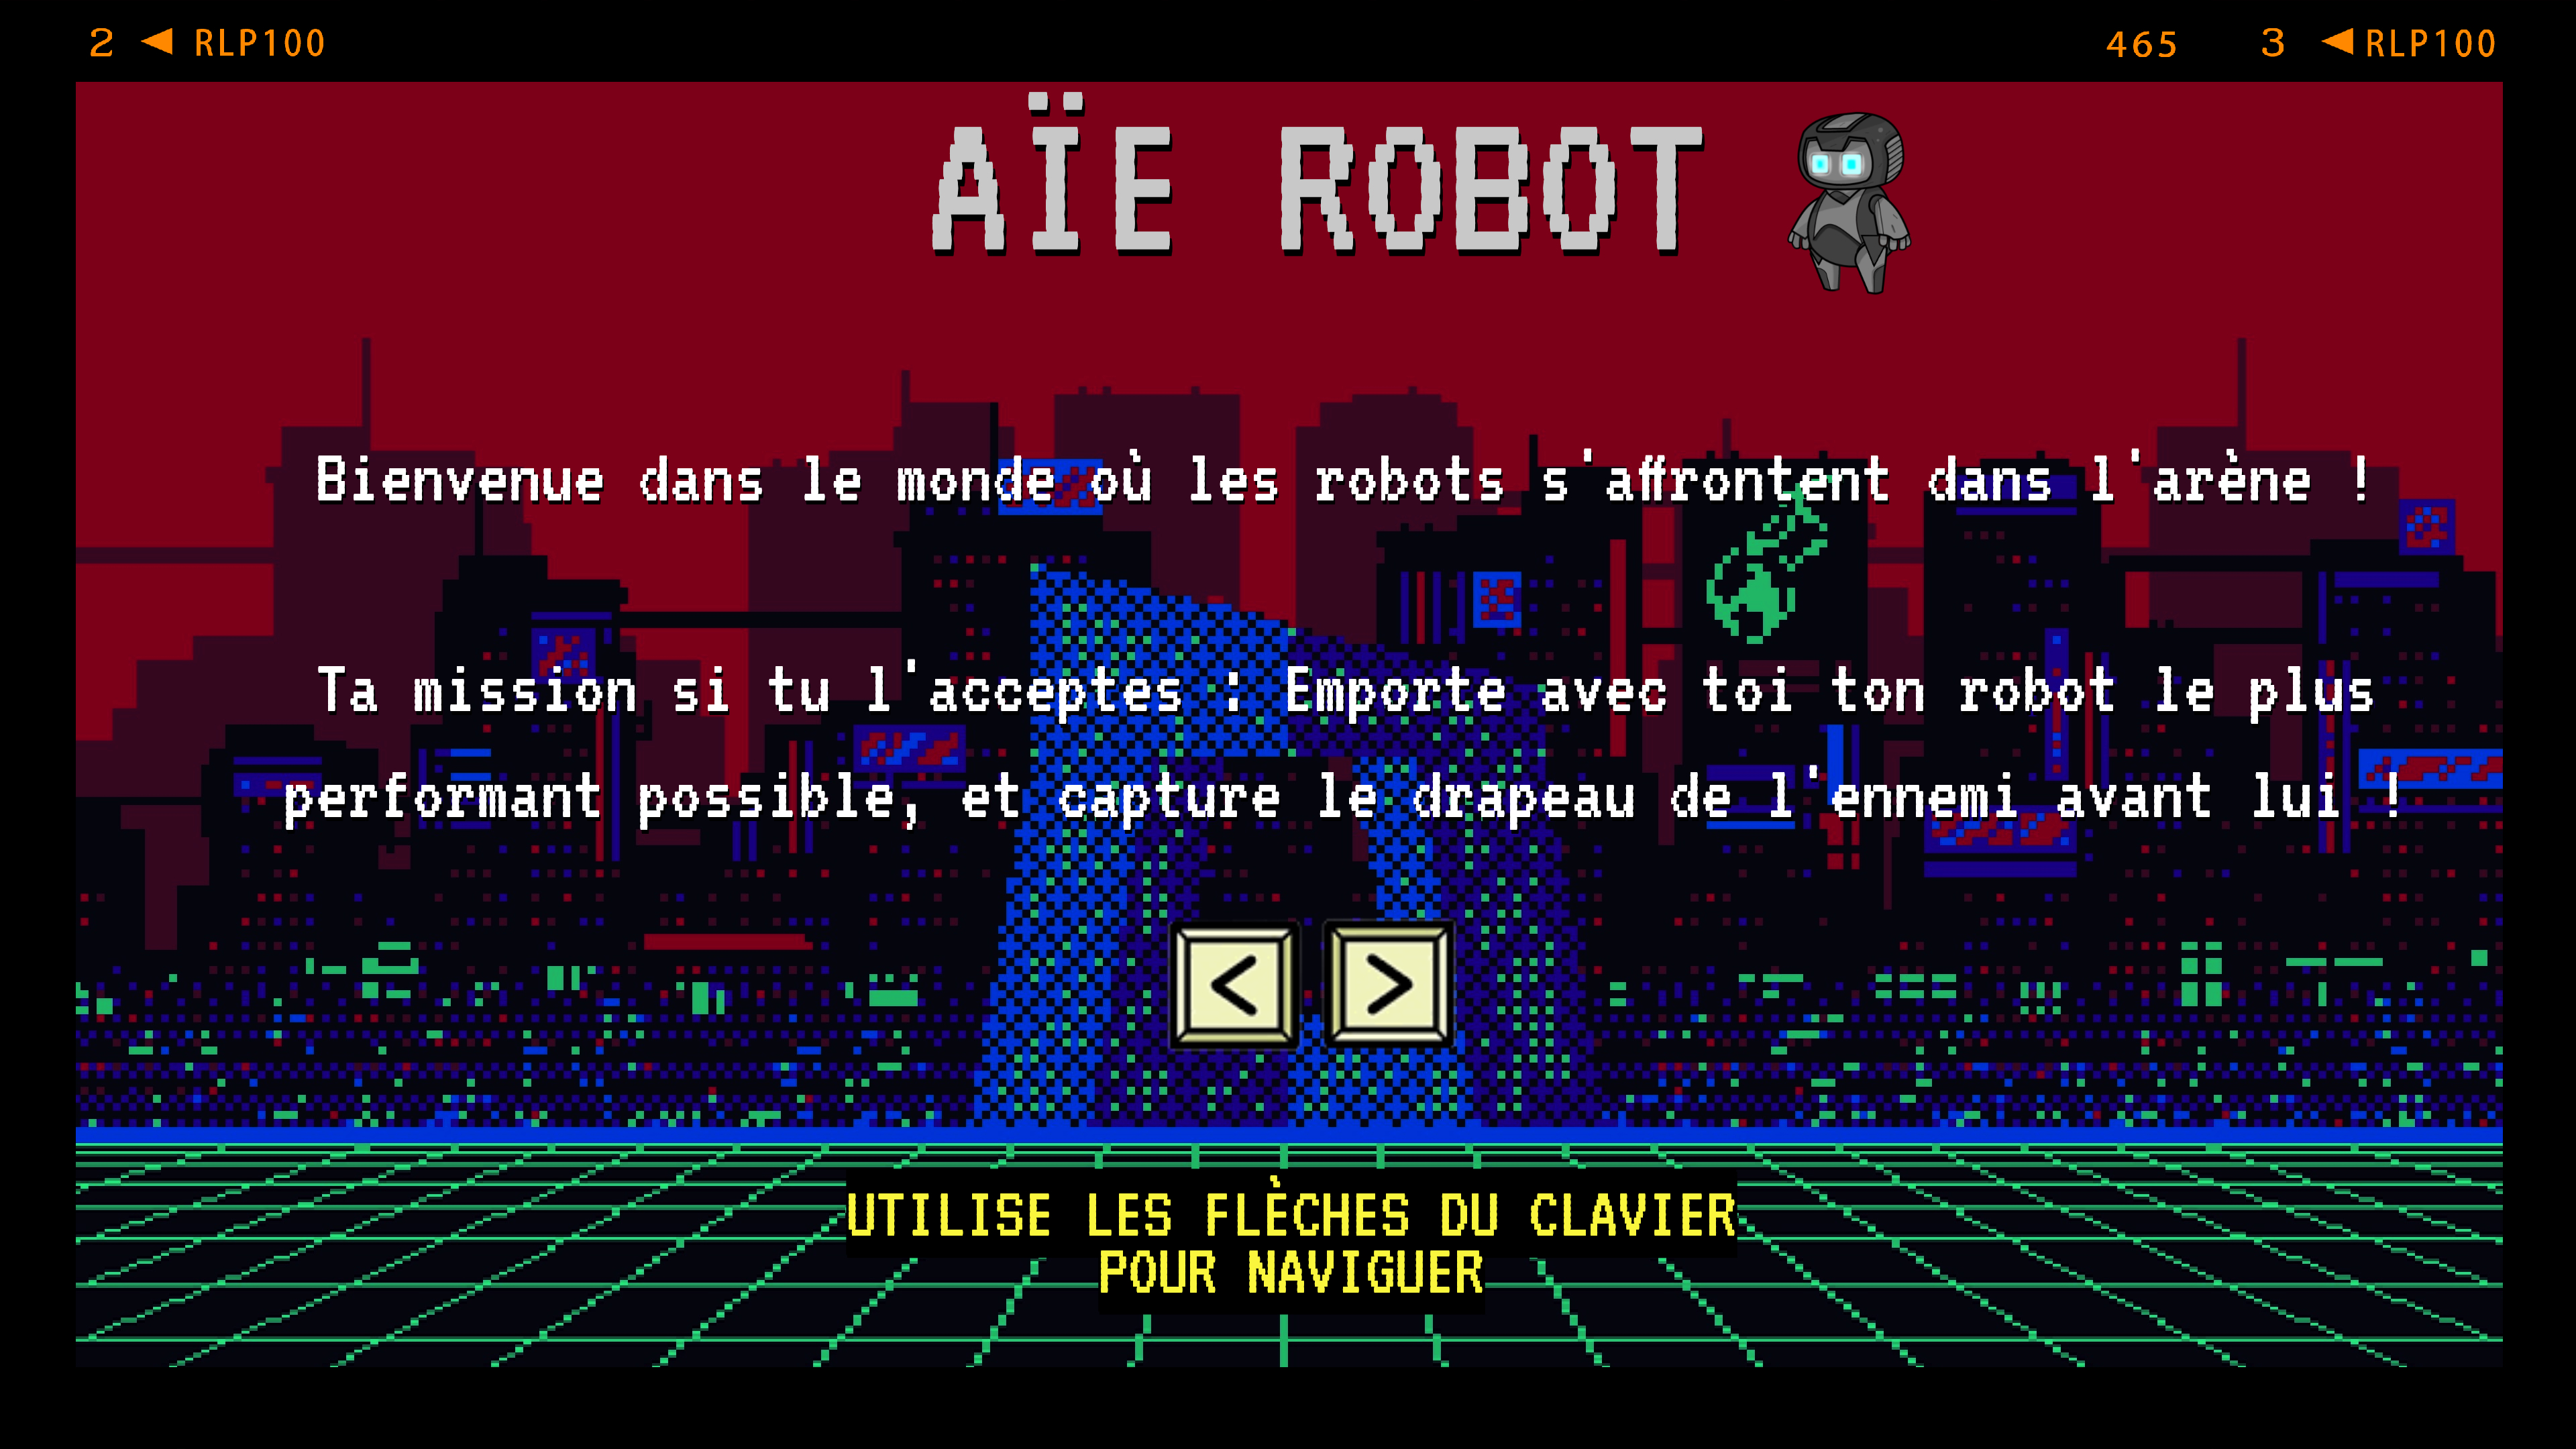 2 ◄ RLP100
465 3 ◄ RLP100
AÏE ROBOT
Bienvenue dans le monde où les robots s'affrontent dans l'arène !
Ta mission si tu l'acceptes : Emporte avec toi ton robot le plus
performant possible, et capture le drapeau de l'ennemi avant lui !
< >
UTILISE LES FLÈCHES DU CLAVIER
POUR NAVIGUER